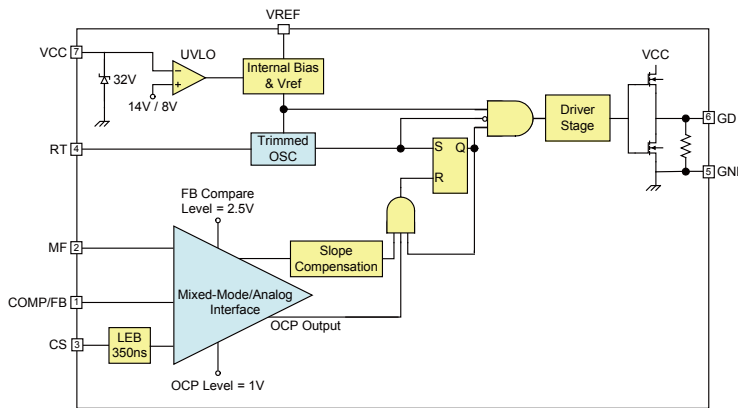 VREF
VCC
7
UVLO
32V
14V / 8V
Internal Bias
& Vref
VCC
Driver
Stage
6
GD
RT
4
Trimmed
OSC
S
Q
R
5
FB Compare
Level = 2.5V
MF
2
Slope
Compensation
COMP/FB
1
Mixed-Mode/Analog
Interface
OCP Output
CS
3
LEB
350ns
OCP Level = 1V